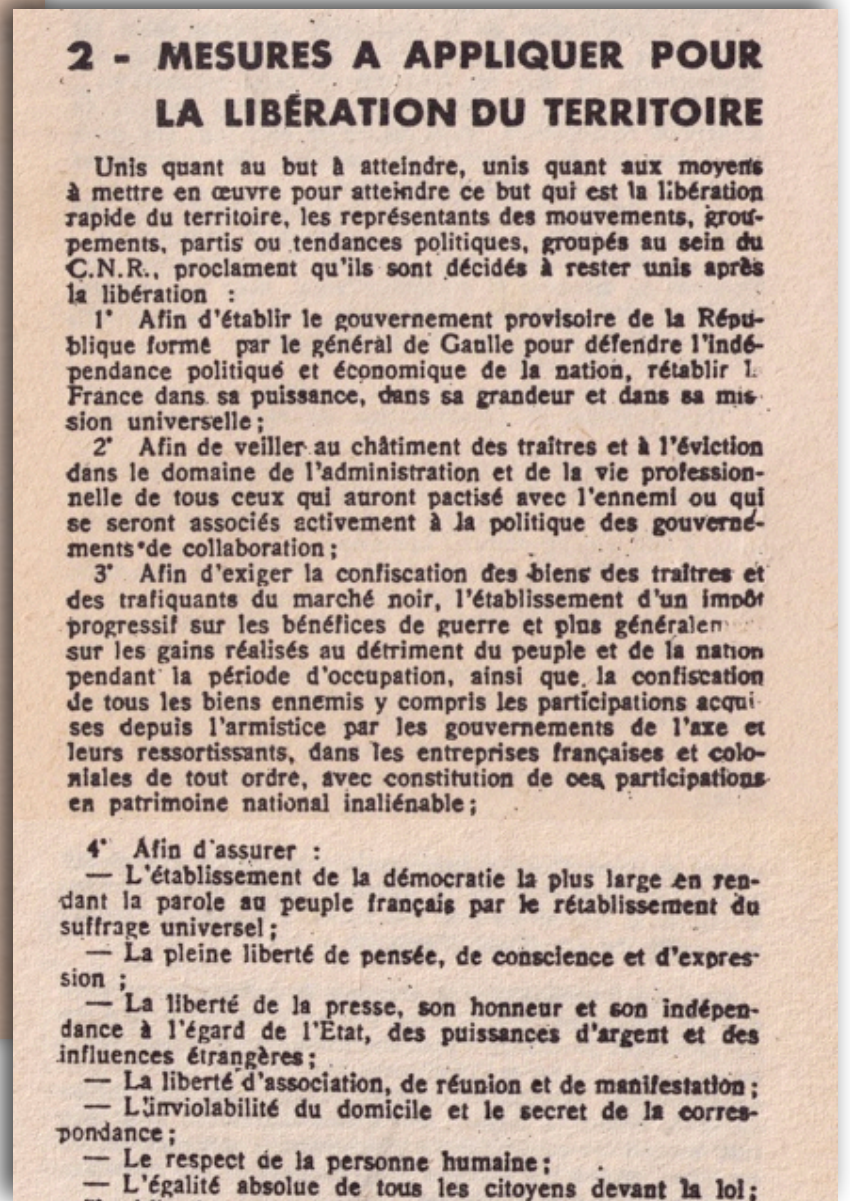 2 - MESURES A APPLIQUER POUR
LA LIBÉRATION DU TERRITOIRE
Unis quant au but à atteindre, unis quant aux moyens
à mettre en œuvre pour atteindre ce but qui est la libération
rapide du territoire, les représentants des mouvements, grou-
pements, partis ou tendances politiques, groupés au sein du
C.N.R., proclament qu'ils sont décidés à rester unis après
la libération :
1° Afin d'établir le gouvernement provisoire de la Répu-
blique formé par le général de Gaulle pour défendre l'indé-
pendance politique et économique de la nation, rétablir l
France dans sa puissance, dans sa grandeur et dans sa mis-
sion universelle ;
2° Afin de veiller au châtiment des traîtres et à l'éviction
dans le domaine de l'administration et de la vie profession-
nelle de tous ceux qui auront pactisé avec l'ennemi ou qui
se seront associés activement à la politique des gouverne-
ments de collaboration ;
3° Afin d'exiger la confiscation des biens des traîtres et
des trafiquants du marché noir, l'établissement d'un impôt
progressif sur les bénéfices de guerre et plus généralem
sur les gains réalisés au détriment du peuple et de la nation
pendant la période d'occupation, ainsi que la confiscation
de tous les biens ennemis y compris les participations acqui-
ses depuis l'armistice par les gouvernements de l'axe et
leurs ressortissants, dans les entreprises françaises et colo-
niales de tout ordre, avec constitution de ces participations
en patrimoine national inaliénable ;
4° Afin d'assurer :
— L'établissement de la démocratie la plus large en ren-
dant la parole au peuple français par le rétablissement du
suffrage universel ;
— La pleine liberté de pensée, de conscience et d'expres-
sion ;
— La liberté de la presse, son honneur et son indépen-
dance à l'égard de l'Etat, des puissances d'argent et des
influences étrangères ;
— La liberté d'association, de réunion et de manifestation ;
— L'inviolabilité du domicile et le secret de la corres-
pondance ;
— Le respect de la personne humaine ;
— L'égalité absolue de tous les citoyens devant la loi ;